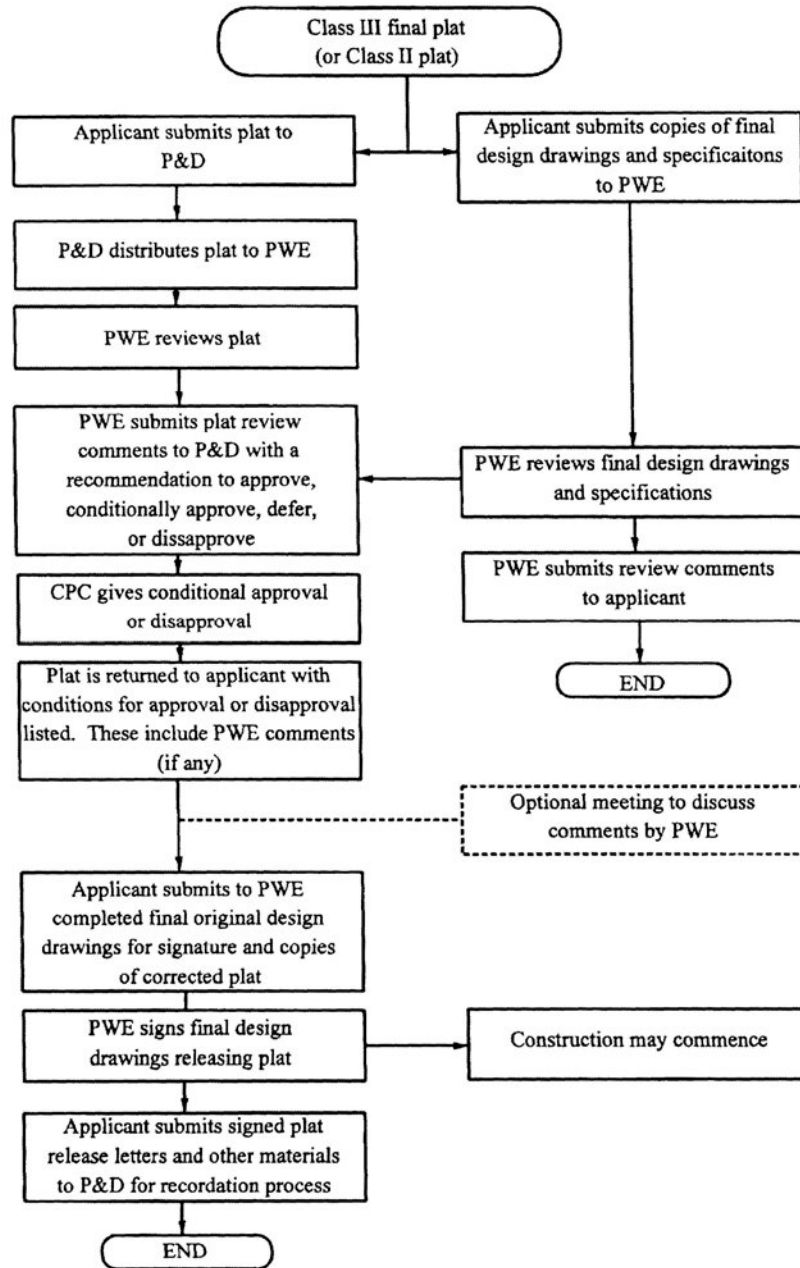 Class III final plat
(or Class II plat)
Applicant submits plat to
P&D
Applicant submits copies of final
design drawings and specificaitons
to PWE
P&D distributes plat to PWE
PWE reviews plat
PWE submits plat review
comments to P&D with a
recommendation to approve,
conditionally approve, defer,
or dissapprove
PWE reviews final design drawings
and specifications
PWE submits review comments
to applicant
END
CPC gives conditional approval
or disapproval
Plat is returned to applicant with
conditions for approval or disapproval
listed. These include PWE comments
(if any)
Optional meeting to discuss
comments by PWE
Applicant submits to PWE
completed final original design
drawings for signature and copies
of corrected plat
PWE signs final design
drawings releasing plat
Construction may commence
Applicant submits signed plat
release letters and other materials
to P&D for recordation process
END